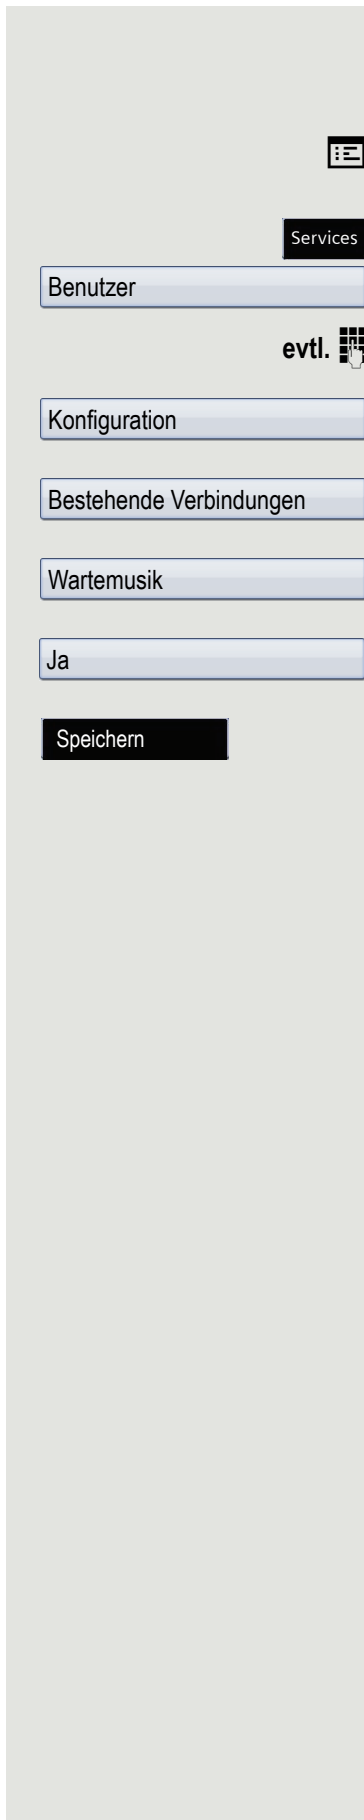 Services
Benutzer
evtl.
Konfiguration
Bestehende Verbindungen
Wartemusik
Ja
Speichern